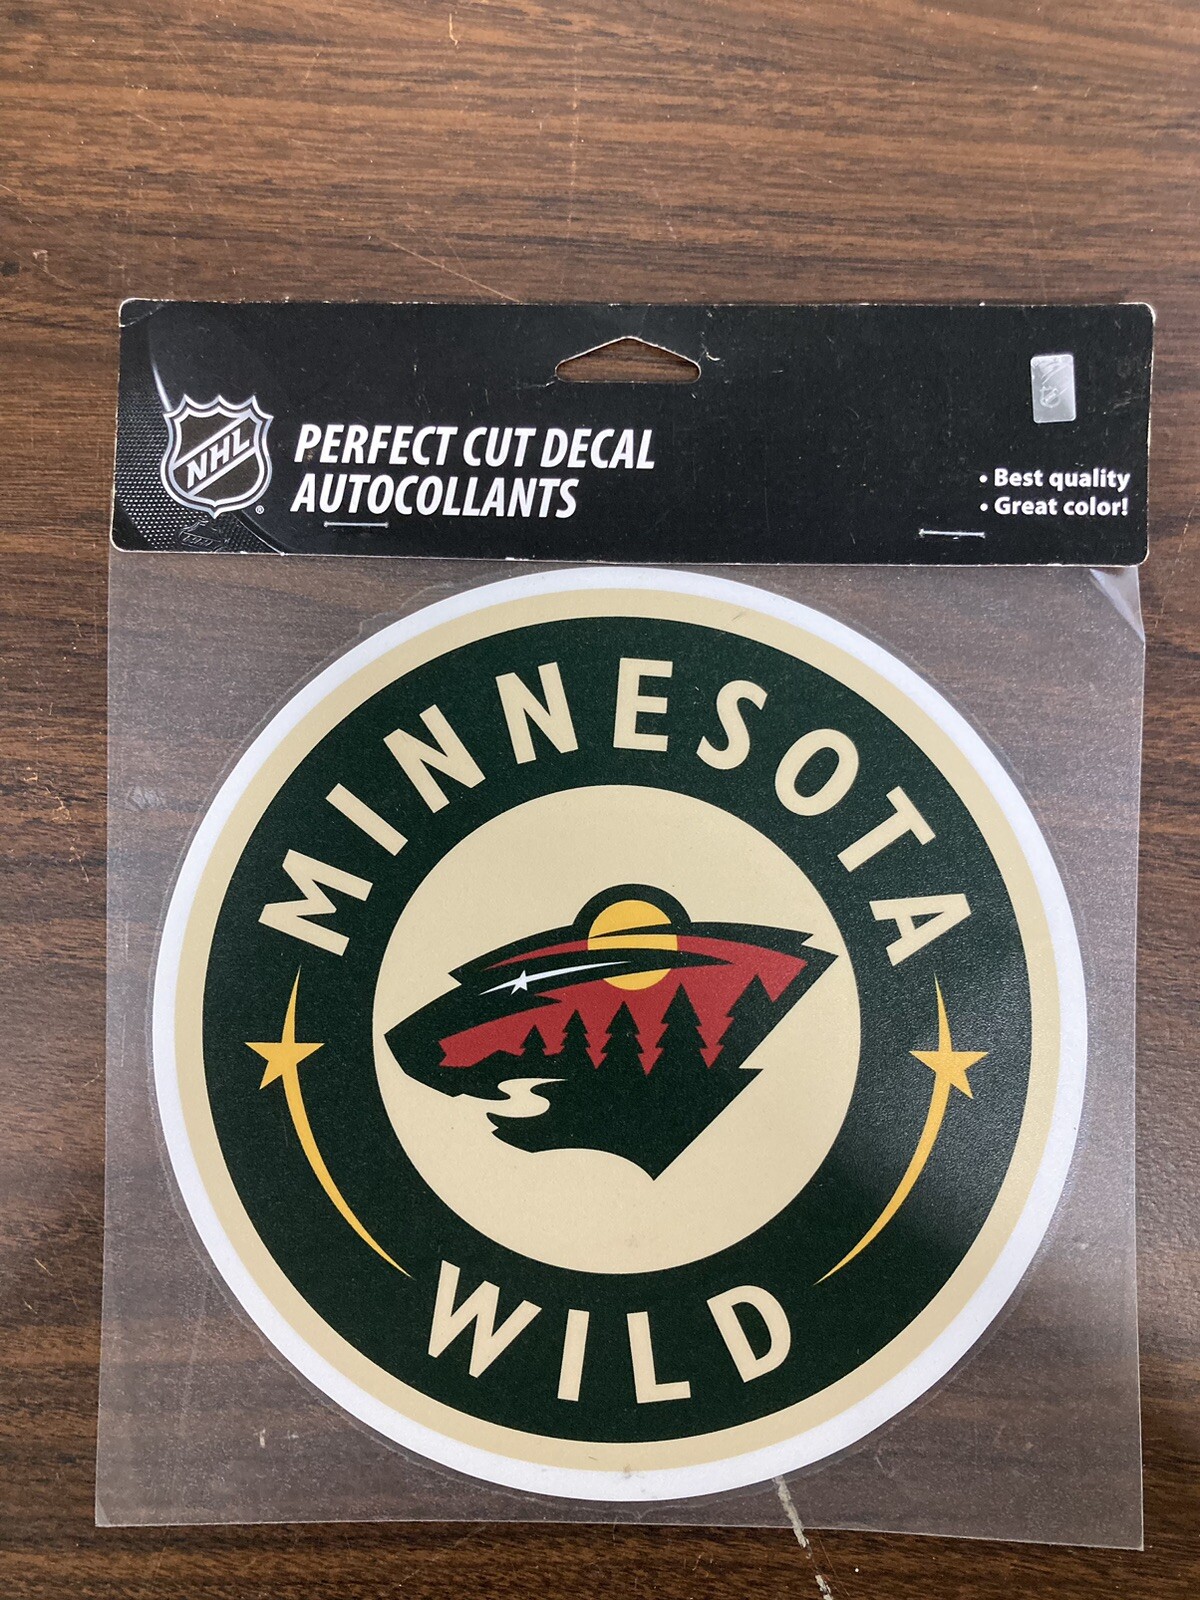 NHL
®
PERFECT CUT DECAL
AUTOCOLLANTS
• Best quality
• Great color!
MINNESOTA
WILD